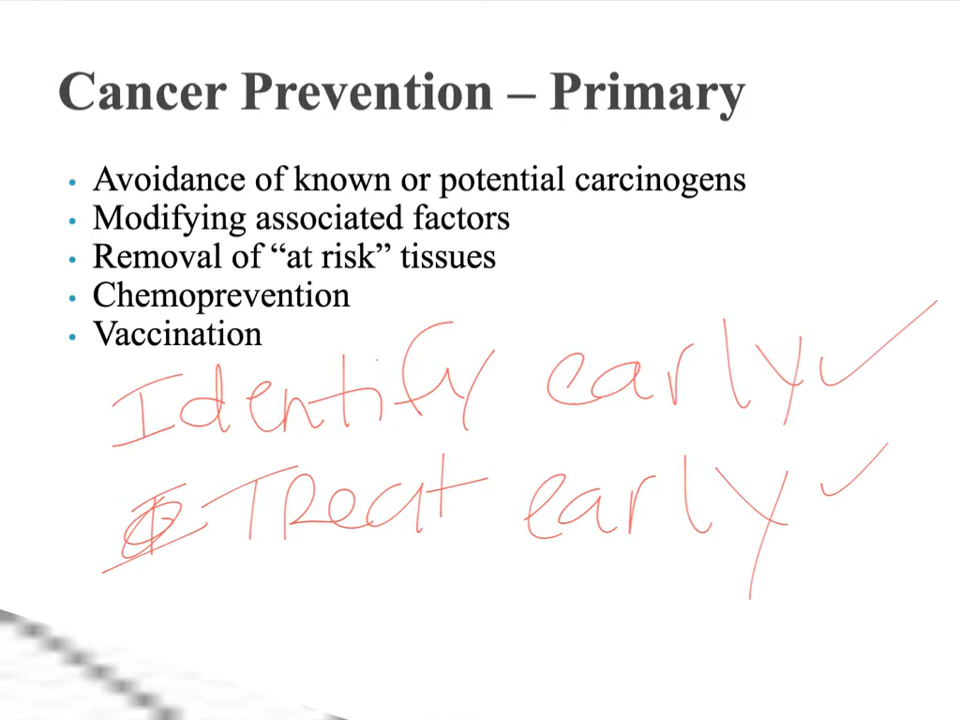 Cancer Prevention – Primary
• Avoidance of known or potential carcinogens
• Modifying associated factors
• Removal of “at risk” tissues
• Chemoprevention
• Vaccination
Identify early ✓
Treat early ✓